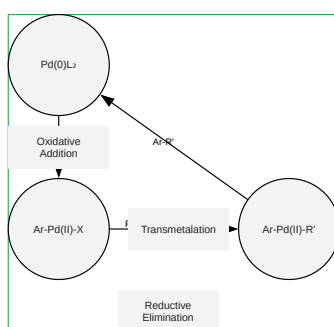 Pd(0)L₂
Oxidative
Addition
Ar-R'
Ar-Pd(II)-X
Transmetalation
Ar-Pd(II)-R'
Reductive
Elimination